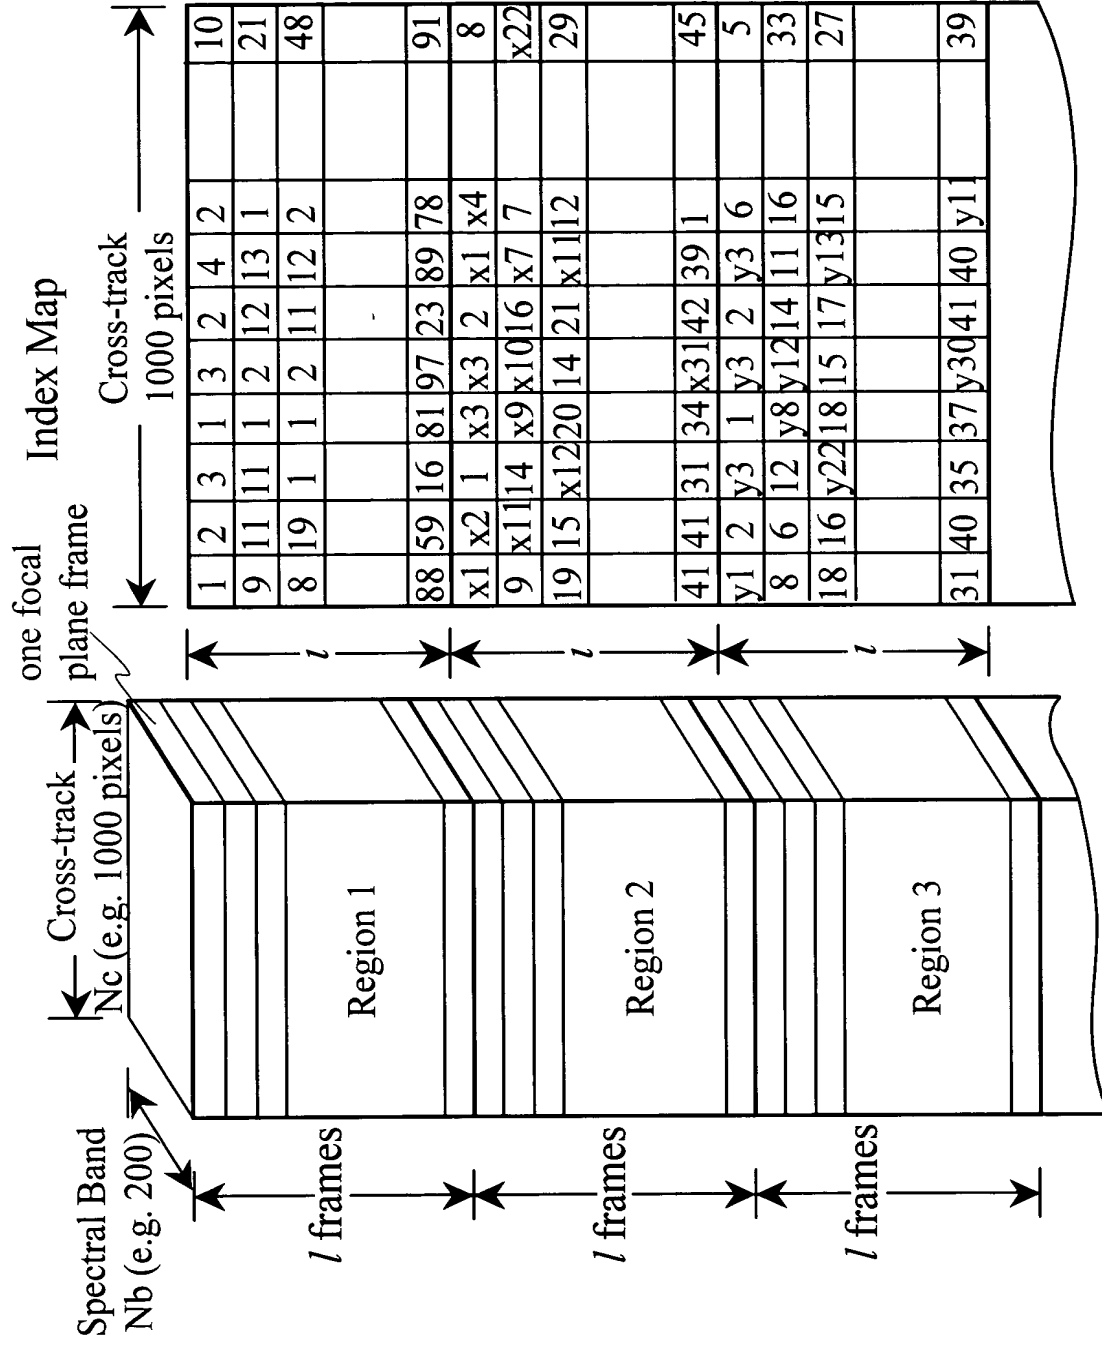 Spectral Band
Nb (e.g. 200)
Cross-track
Nc (e.g. 1000 pixels)
one focal
plane frame
l frames
Region 1
l frames
Region 2
l frames
Region 3
Index Map
Cross-track
1000 pixels
l
l
l
1 2 3 1 3 2 4 2 10
9 11 11 1 2 12 13 1 21
8 19 1 1 2 11 12 2 48
88 59 16 81 97 23 89 78 91
x1 x2 1 x3 x3 2 x1 x4 8
9 x11 14 x9 x10 16 x7 7 x22
19 15 x12 20 14 21 x11 12 29
41 41 31 34 x31 42 39 1 45
y1 2 y3 1 y3 2 y3 6 5
8 6 12 y8 y12 14 11 16 33
18 16 y22 18 15 17 y13 15 27
31 40 35 37 y30 41 40 y11 39